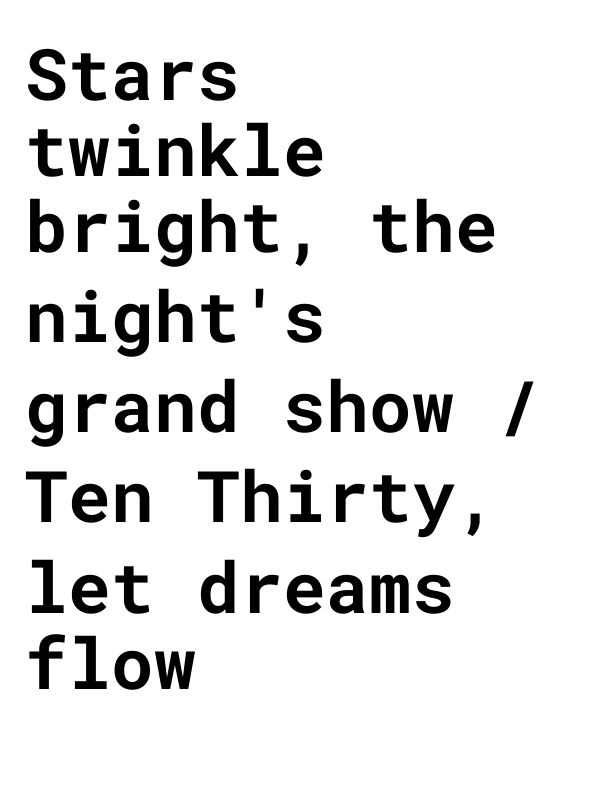 Stars
twinkle
bright, the
night's
grand show /
Ten Thirty,
let dreams
flow